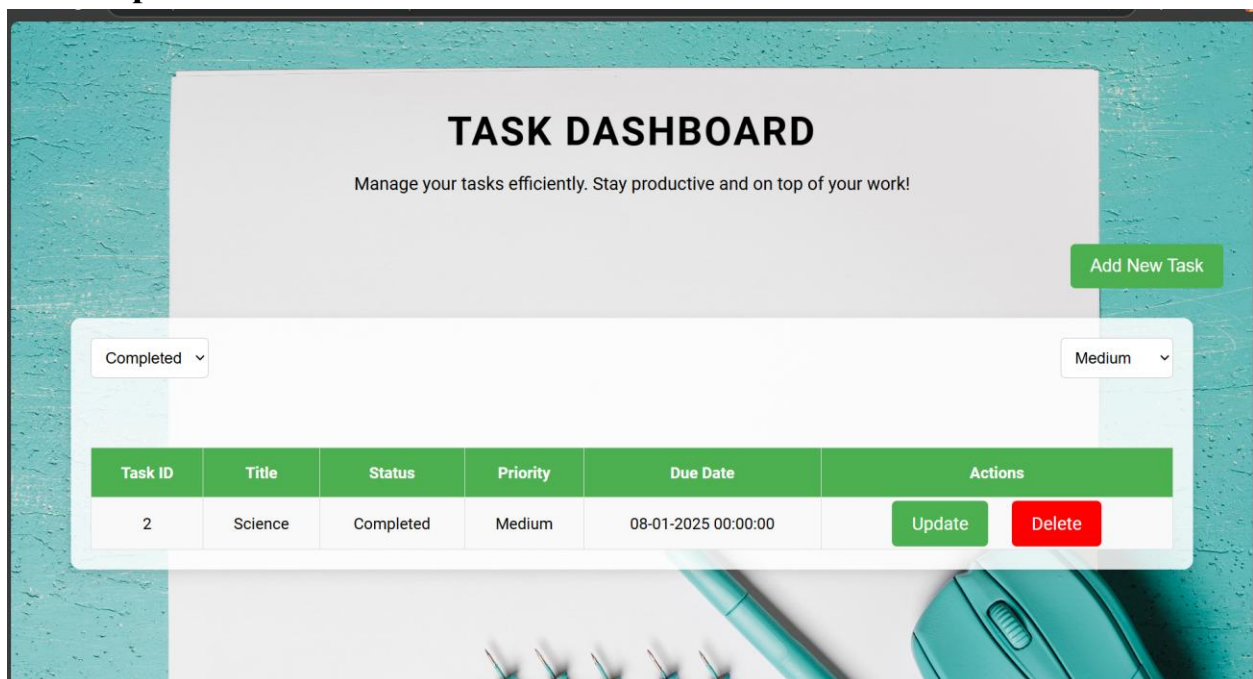 TASK DASHBOARD
Manage your tasks efficiently. Stay productive and on top of your work!
Add New Task
Completed Medium
Task ID Title Status Priority Due Date Actions
2 Science Completed Medium 08-01-2025 00:00:00 Update Delete